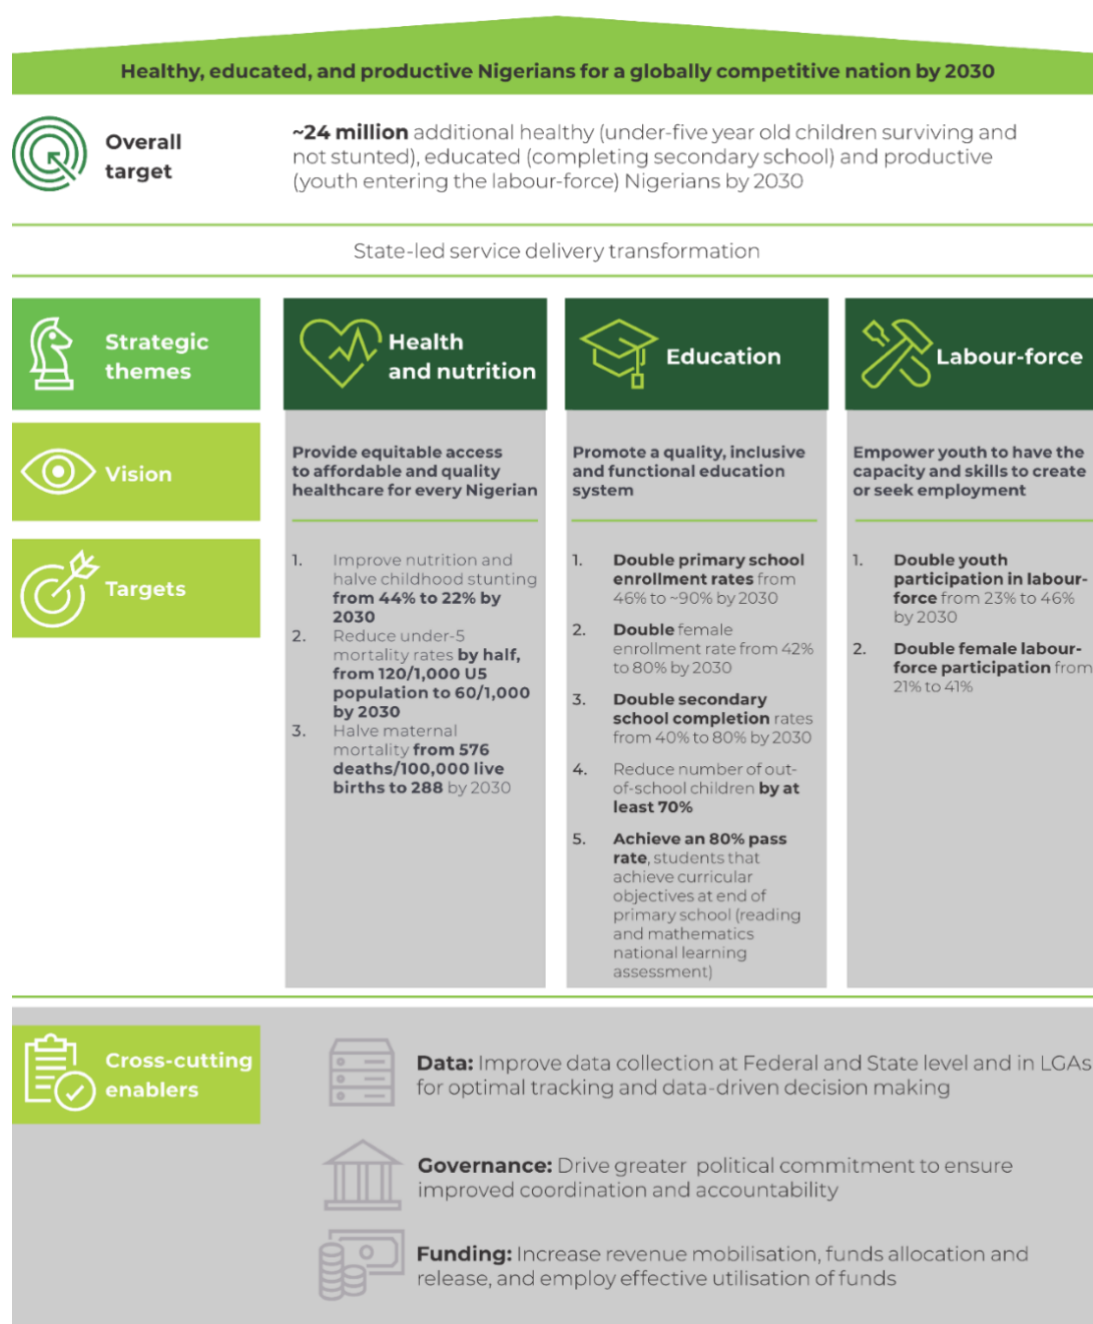 Healthy, educated, and productive Nigerians for a globally competitive nation by 2030
Overall
target
~24 million additional healthy (under-five year old children surviving and
not stunted), educated (completing secondary school) and productive
(youth entering the labour-force) Nigerians by 2030
State-led service delivery transformation
Strategic
themes
Health
and nutrition
Education
Labour-force
Vision
Provide equitable access
to affordable and quality
healthcare for every Nigerian
Promote a quality, inclusive
and functional education
system
Empower youth to have the
capacity and skills to create
or seek employment
Targets
1. Improve nutrition and
halve childhood stunting
from 44% to 22% by
2030
2. Reduce under-5
mortality rates by half,
from 120/1,000 U5
population to 60/1,000
by 2030
3. Halve maternal
mortality from 576
deaths/100,000 live
births to 288 by 2030
1. Double primary school
enrollment rates from
46% to ~90% by 2030
2. Double female
enrollment rate from 42%
to 80% by 2030
3. Double secondary
school completion rates
from 40% to 80% by 2030
4. Reduce number of out-
of-school children by at
least 70%
5. Achieve an 80% pass
rate, students that
achieve curricular
objectives at end of
primary school (reading
and mathematics
national learning
assessment)
1. Double youth
participation in labour-
force from 23% to 46%
by 2030
2. Double female labour-
force participation from
21% to 41%
Cross-cutting
enablers
Data: Improve data collection at Federal and State level and in LGAs
for optimal tracking and data-driven decision making
Governance: Drive greater political commitment to ensure
improved coordination and accountability
Funding: Increase revenue mobilisation, funds allocation and
release, and employ effective utilisation of funds